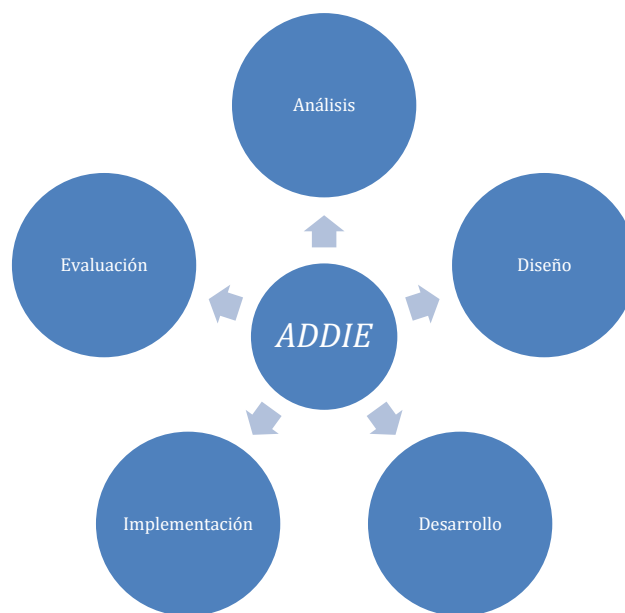 Análisis
Diseño
Desarrollo
Implementación
Evaluación
ADDIE